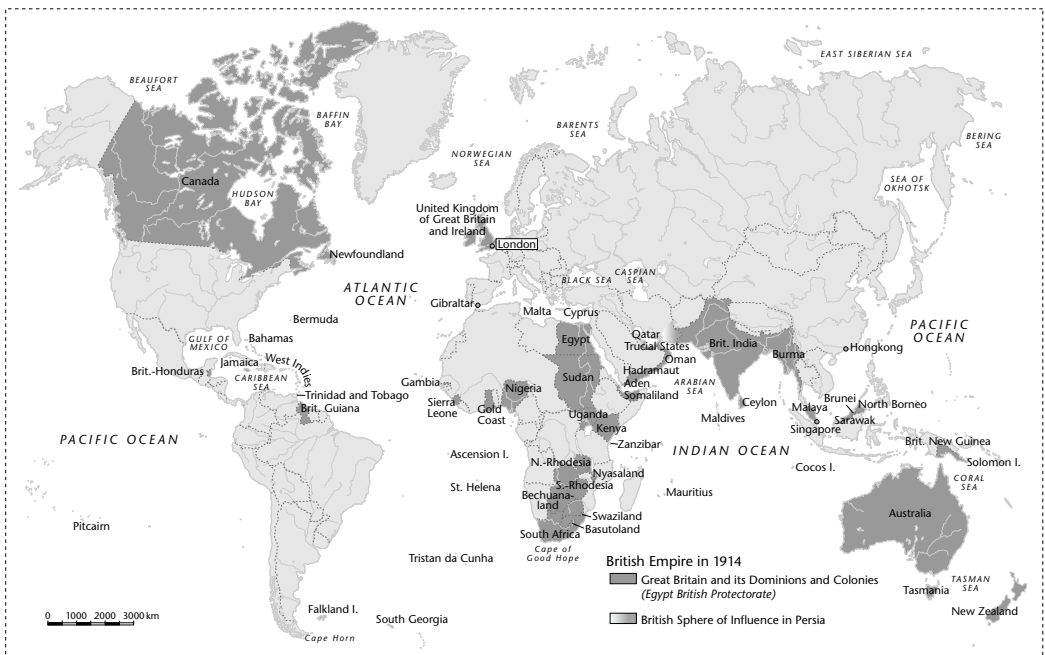 EAST SIBERIAN SEA
BEAUFORT
SEA
BAFFIN
BAY
BARENTS
SEA
BERING
SEA
NORWEGIAN
SEA
SEA OF
OKHOTSK
Canada
HUDSON
BAY
United Kingdom
of Great Britain
and Ireland
London
Newfoundland
BLACK SEA
CASPIAN
SEA
ATLANTIC
OCEAN
Gibraltar
Malta
Cyprus
Bermuda
PACIFIC
OCEAN
GULF OF
MEXICO
Bahamas
Egypt
Qatar
Trucial States
Oman
Brit. India
Burma
Hongkong
Jamaica
West Indies
Brit.-Honduras
CARIBBEAN
SEA
Hadramaut
Aden
Somaliland
ARABIAN
SEA
Sudan
Gambia
Nigeria
Trinidad and Tobago
Brit. Guiana
Sierra
Leone
Gold
Coast
Uganda
Kenya
Maldives
Ceylon
Malaya
Brunei
North Borneo
Sarawak
Singapore
PACIFIC OCEAN
Zanzibar
INDIAN OCEAN
Brit. New Guinea
Solomon I.
Ascension I.
N.-Rhodesia
Nyasaland
Cocos I.
CORAL
SEA
St. Helena
S.-Rhodesia
Bechuana-
land
Mauritius
Pitcairn
Swaziland
Basutoland
South Africa
Australia
Cape of
Good Hope
Tristan da Cunha
British Empire in 1914
Great Britain and its Dominions and Colonies
(Egypt British Protectorate)
British Sphere of Influence in Persia
Tasmania
TASMAN
SEA
New Zealand
0 1000 2000 3000 km
Falkland I.
South Georgia
Cape Horn